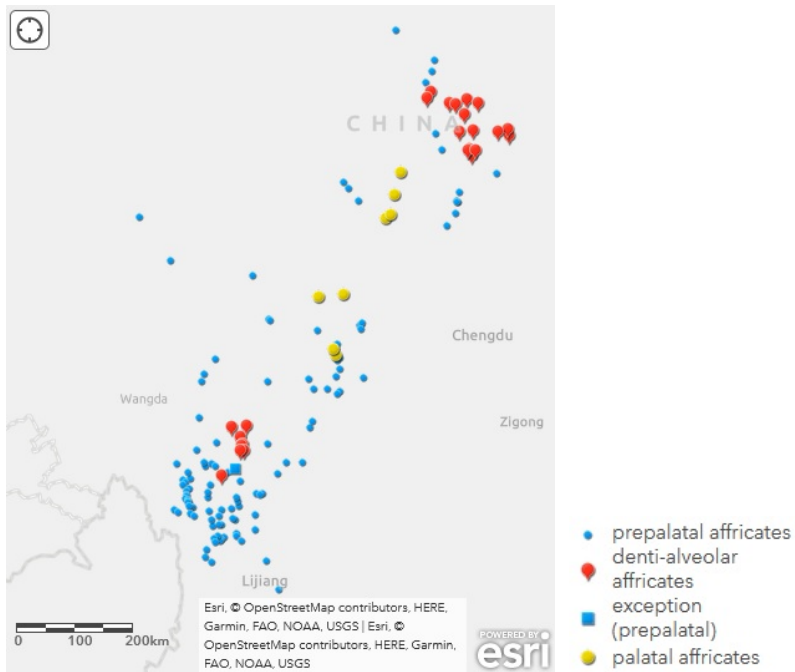 CHINA
Chengdu
Wangda
Zigong
Lijiang
0 100 200km
Esri, © OpenStreetMap contributors, HERE,
Garmin, FAO, NOAA, USGS | Esri, ©
OpenStreetMap contributors, HERE, Garmin,
FAO, NOAA, USGS
POWERED BY
esri
prepalatal affricates
denti-alveolar
affricates
exception
(prepalatal)
palatal affricates